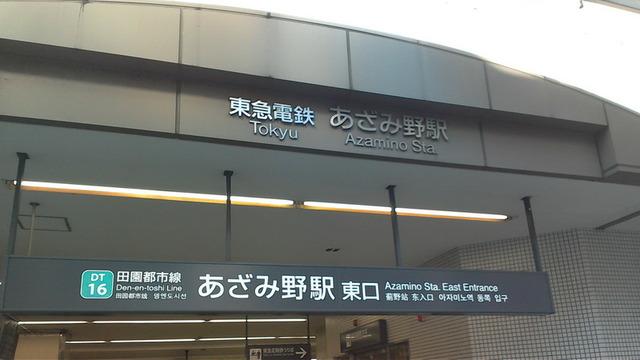 東急電鉄 あざみ野駅
Tokyu Azamino Sta.
DT 16
田園都市線
Den-en-toshi Line
田园都市线 덴엔도시선
あざみ野駅 東口
Azamino Sta. East Entrance
蓟野站 东入口 아자미노역 동쪽 입구